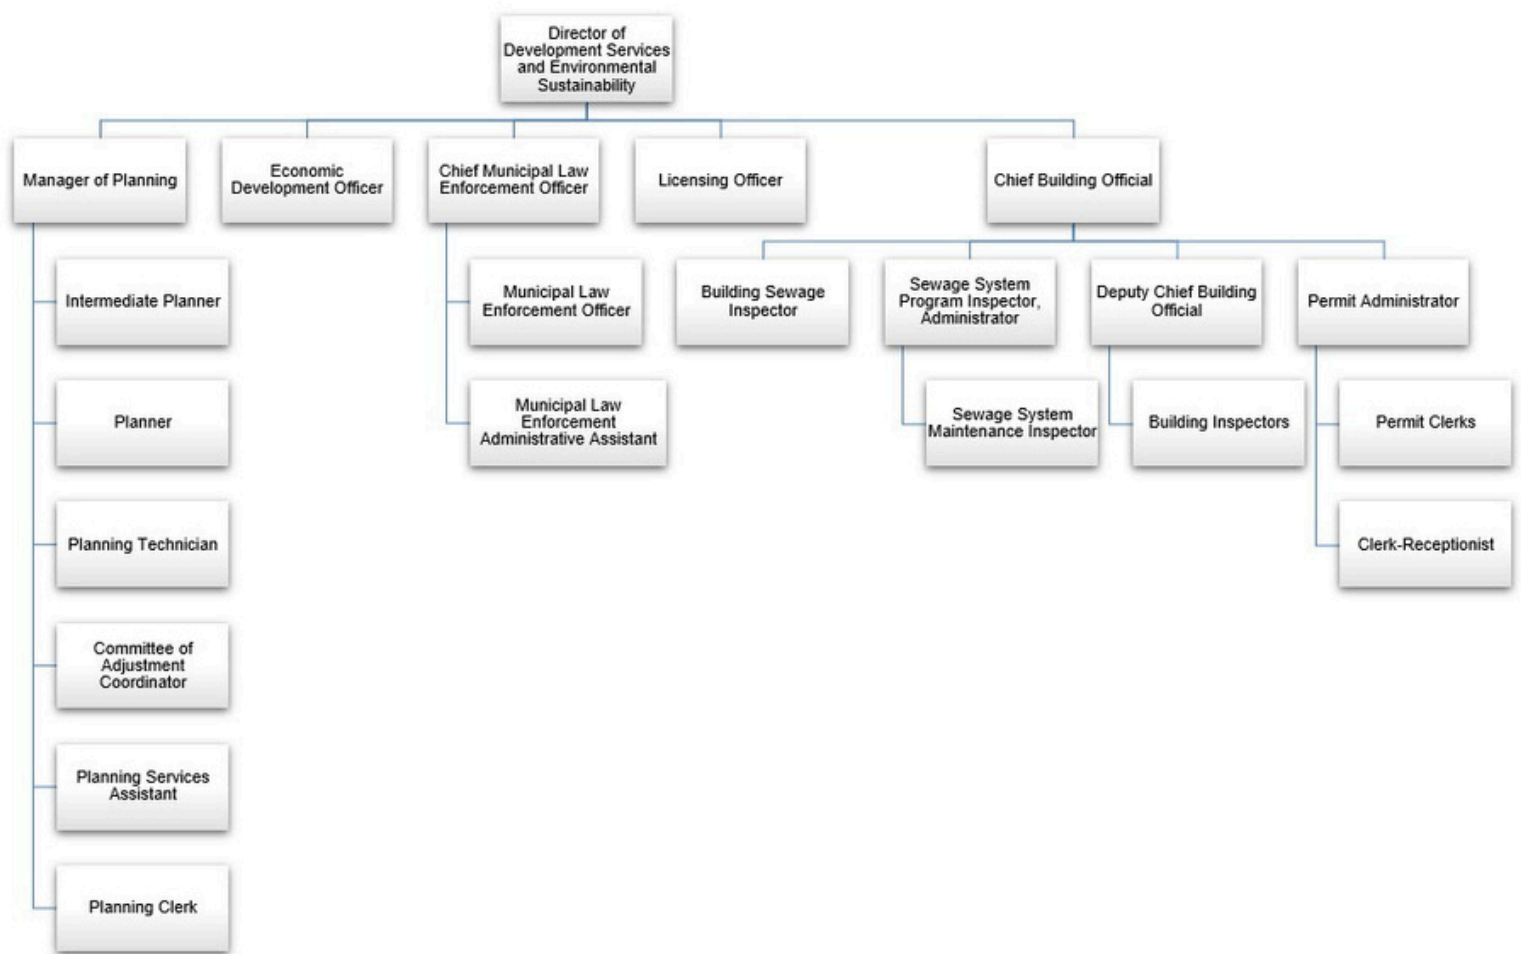 Director of
Development Services
and Environmental
Sustainability
Manager of Planning
Economic
Development Officer
Chief Municipal Law
Enforcement Officer
Licensing Officer
Chief Building Official
Intermediate Planner
Municipal Law
Enforcement Officer
Building Sewage
Inspector
Sewage System
Program Inspector,
Administrator
Deputy Chief Building
Official
Permit Administrator
Planner
Municipal Law
Enforcement
Administrative Assistant
Sewage System
Maintenance Inspector
Building Inspectors
Permit Clerks
Planning Technician
Clerk-Receptionist
Committee of
Adjustment
Coordinator
Planning Services
Assistant
Planning Clerk